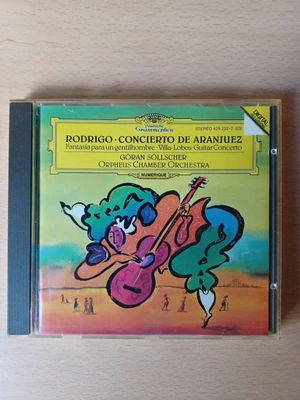 Deutsche
Grammophon
STEREO 429 232-2
DIGITAL
RODRIGO · CONCIERTO DE ARANJUEZ
Fantasia para un gentilhombre · Villa-Lobos · Guitar Concerto
GÖRAN SÖLLSCHER
ORPHEUS CHAMBER ORCHESTRA
NUMERIQUE